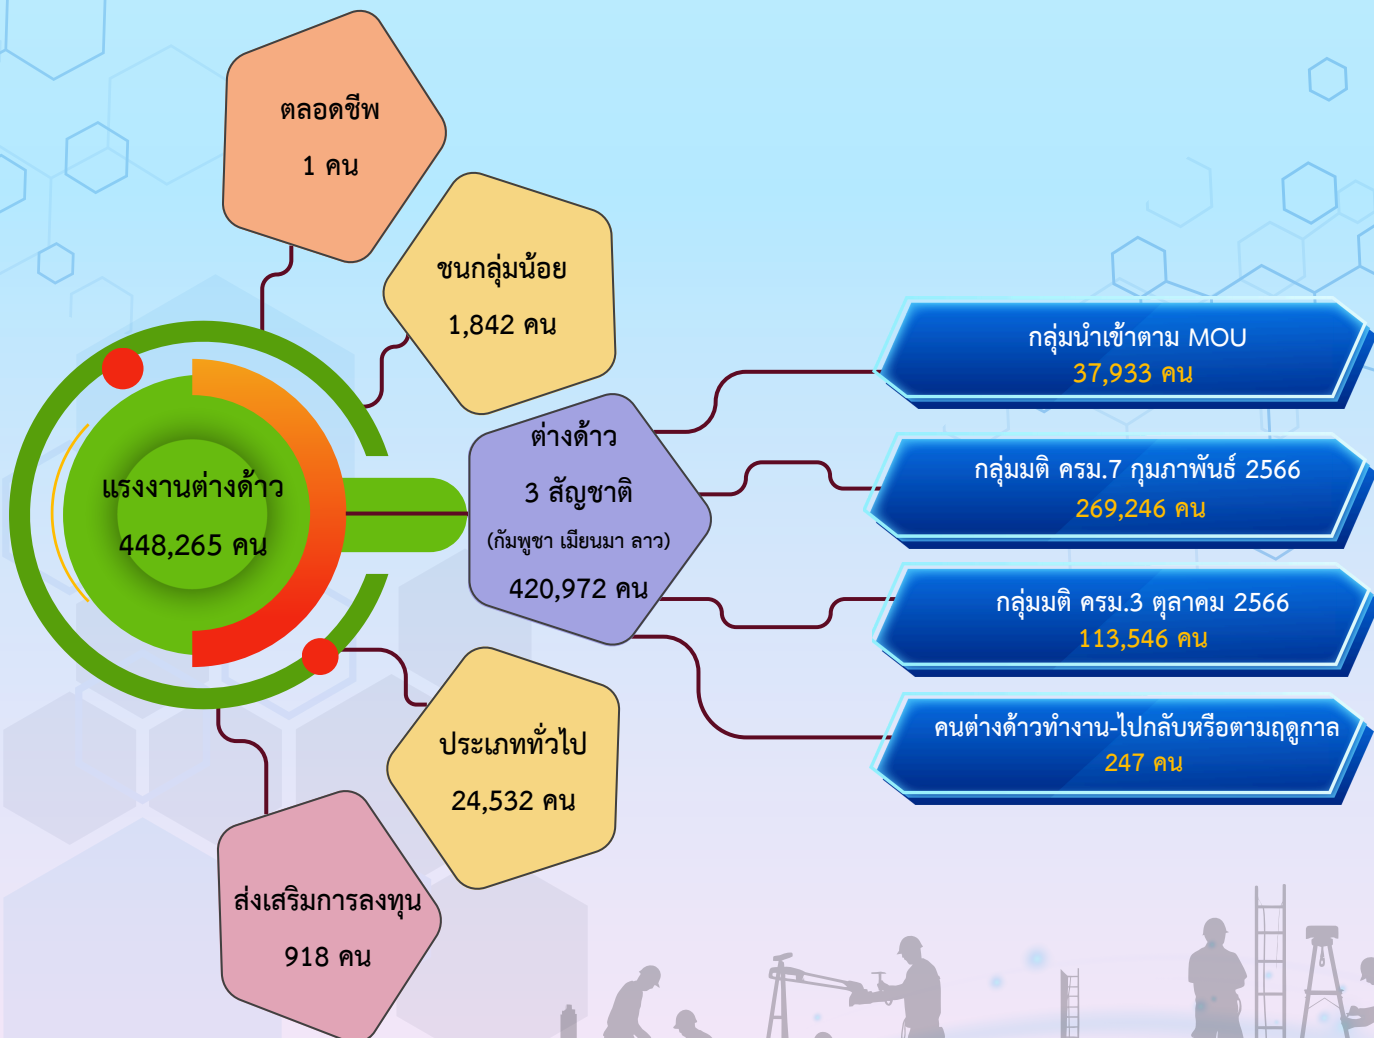 ตลอดชีพ
1 คน
ชนกลุ่มน้อย
1,842 คน
แรงงานต่างด้าว
448,265 คน
ต่างด้าว
3 สัญชาติ
(กัมพูชา เมียนมา ลาว)
420,972 คน
ประเภททั่วไป
24,532 คน
ส่งเสริมการลงทุน
918 คน
กลุ่มนำเข้าตาม MOU
37,933 คน
กลุ่มมติ ครม.7 กุมภาพันธ์ 2566
269,246 คน
กลุ่มมติ ครม.3 ตุลาคม 2566
113,546 คน
คนต่างด้าวทำงาน-ไปกลับหรือตามฤดูกาล
247 คน